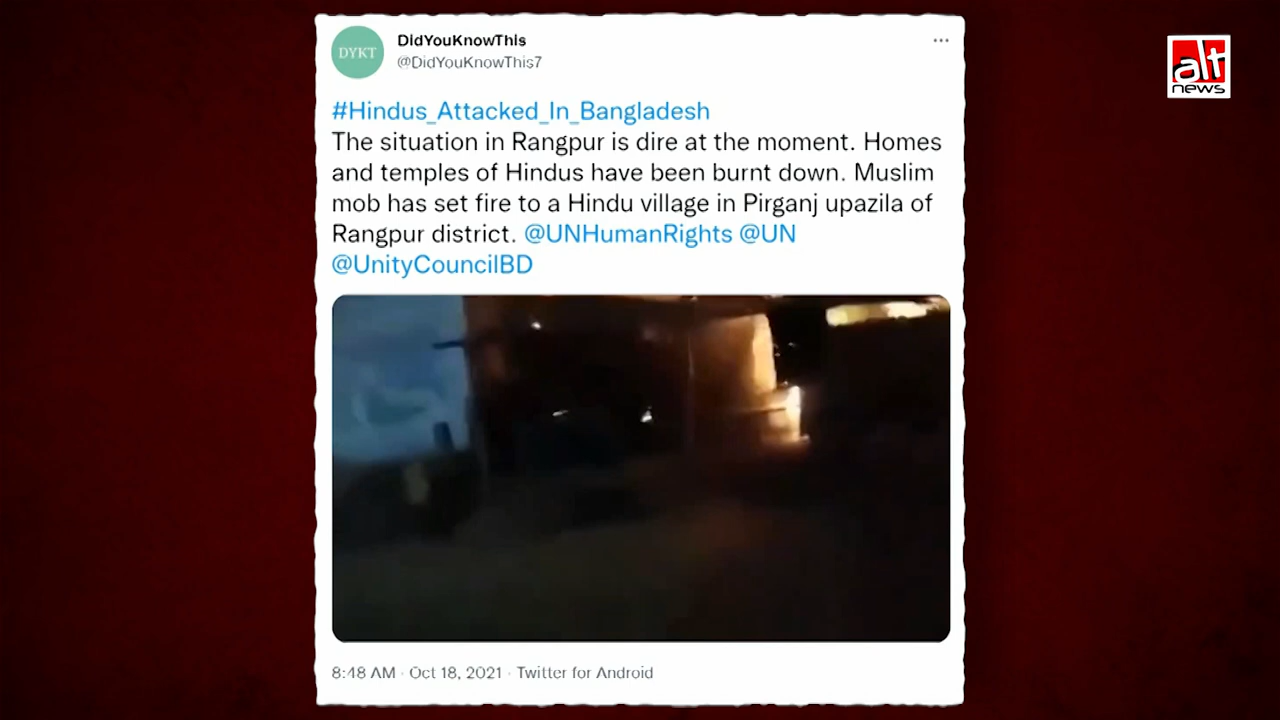 DYKT
DidYouKnowThis
@DidYouKnowThis7
alt
news
#Hindus_Attacked_In_Bangladesh
The situation in Rangpur is dire at the moment. Homes
and temples of Hindus have been burnt down. Muslim
mob has set fire to a Hindu village in Pirganj upazila of
Rangpur district. @UNHumanRights @UN
@UnityCouncilBD
8:48 AM · Oct 18, 2021 · Twitter for Android